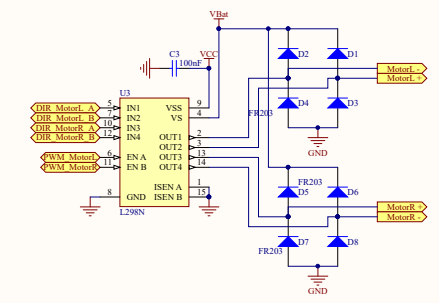 VBat
C3
VCC
100nF
D2
D1
MotorL -
MotorL +
U3
DIR_MotorL_A
5
IN1
VSS
9
DIR_MotorL_B
7
IN2
VS
4
D4
D3
FR203
DIR_MotorR_A
10
IN3
DIR_MotorR_B
12
IN4
OUT1
2
OUT2
3
PWM_MotorL
6
EN A
OUT3
13
GND
PWM_MotorR
11
EN B
OUT4
14
ISEN A
1
FR203
D5
D6
8
GND
ISEN B
15
L298N
MotorR +
MotorR -
D7
D8
FR203
GND